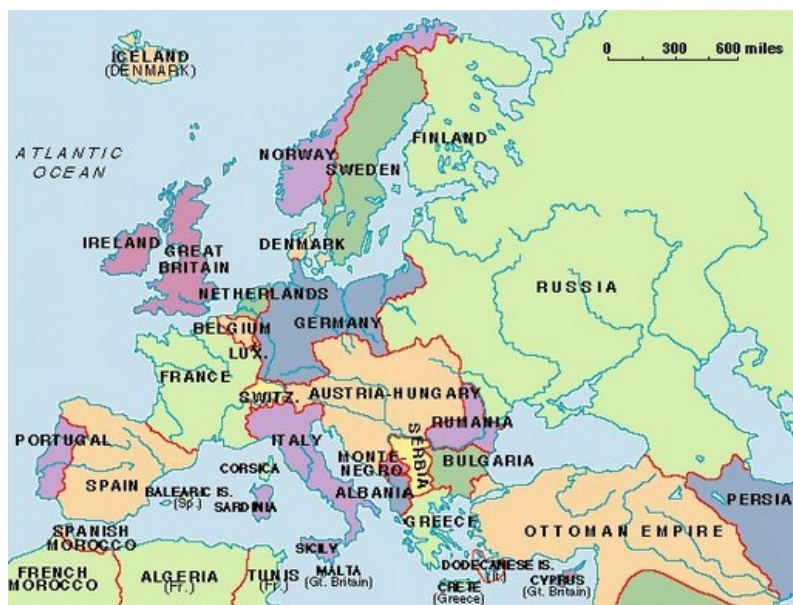 ICELAND
(DENMARK)
0 300 600 miles
ATLANTIC
OCEAN
NORWAY
SWEDEN
FINLAND
IRELAND
GREAT
BRITAIN
DENMARK
RUSSIA
NETHERLANDS
BELGIUM
LUX.
GERMANY
FRANCE
SWITZ.
AUSTRIA-HUNGARY
RUMANIA
PORTUGAL
SPAIN
ITALY
SERBIA
MONTE-
NEGRO
BULGARIA
CORSICA
BALEARIC IS.
(Sp.)
SARDINIA
ALBANIA
PERSIA
GREECE
OTTOMAN EMPIRE
SPANISH
MOROCCO
FRENCH
MOROCCO
ALGERIA
(Fr.)
TUNIS
(Fr.)
SICILY
MALTA
(Gt. Britain)
DODECANESE IS.
(It.)
CRETE
(Greece)
CYPRUS
(Gt. Britain)